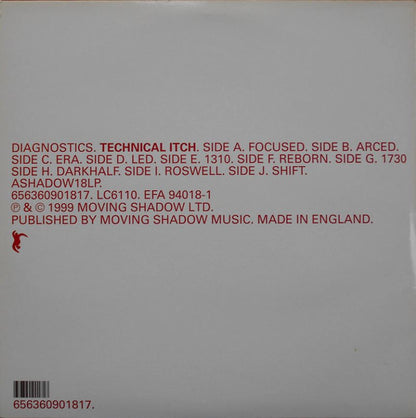 DIAGNOSTICS. TECHNICAL ITCH. SIDE A. FOCUSED. SIDE B. ARCED.
SIDE C. ERA. SIDE D. LED. SIDE E. 1310. SIDE F. REBORN. SIDE G. 1730
SIDE H. DARKHALF. SIDE I. ROSWELL. SIDE J. SHIFT.
ASHADOW18LP.
656360901817. LC6110. EFA 94018-1
℗ & © 1999 MOVING SHADOW LTD.
PUBLISHED BY MOVING SHADOW MUSIC. MADE IN ENGLAND.
656360901817.